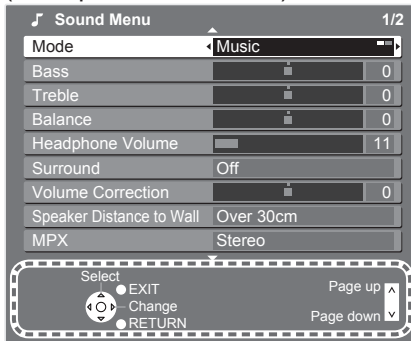 Sound Menu 1/2
Mode Music
Bass 0
Treble 0
Balance 0
Headphone Volume 11
Surround Off
Volume Correction 0
Speaker Distance to Wall Over 30cm
MPX Stereo
Select
EXIT Page up
Change
RETURN Page down